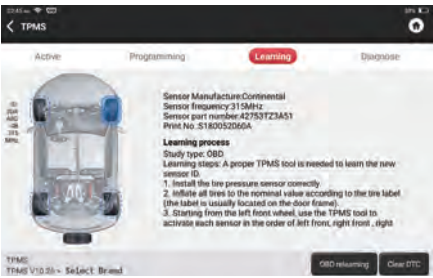 TPMS
Active
Programming
Learning
Diagnose
Sensor Manufacture:Continental
Sensor frequency:315MHz
Sensor part number:42753TZ3A51
Print No.:S180052060A
Learning process
Study type: OBD
Learning steps: A proper TPMS tool is needed to learn the new
sensor ID.
1. Install the tire pressure sensor correctly.
2. Inflate all tires to the nominal value according to the tire label
(the label is usually located on the door frame).
3. Starting from the left front wheel, use the TPMS tool to
activate each sensor in the order of left front, right front , right
TPMS
> Select Brand
OBD relearning
Clear DTC